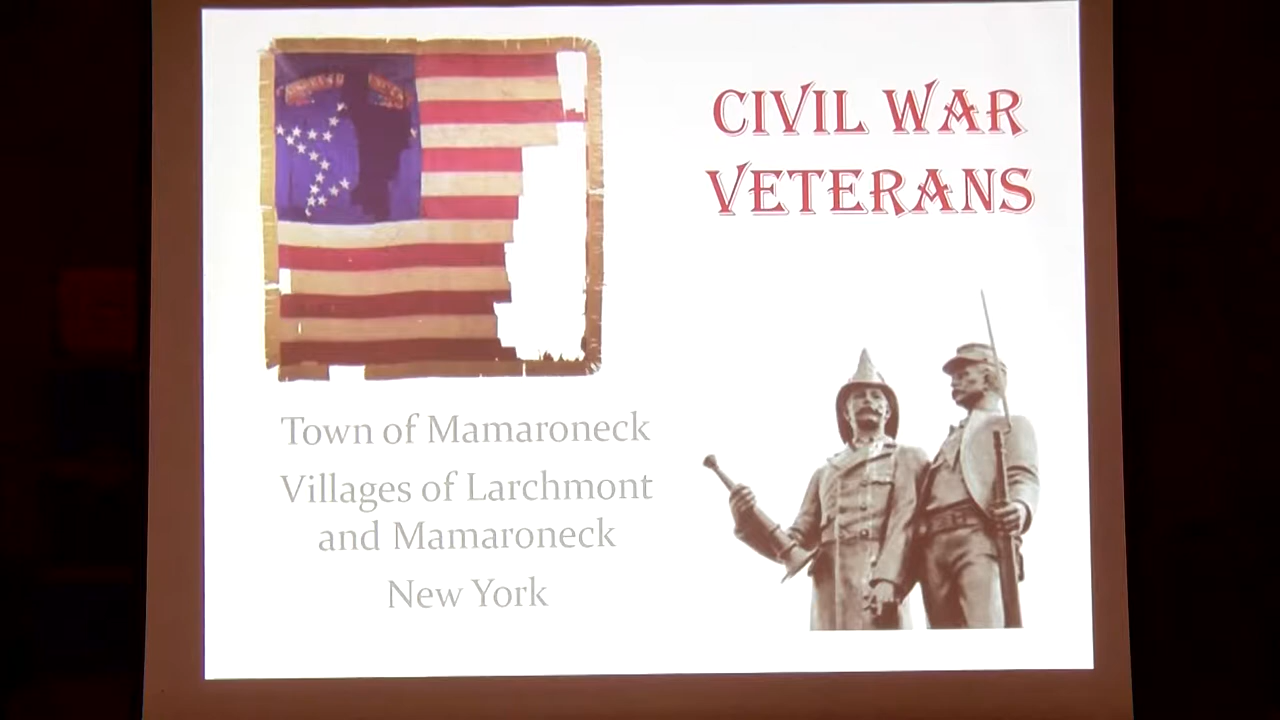 CIVIL WAR
VETERANS
Town of Mamaroneck
Villages of Larchmont
and Mamaroneck
New York